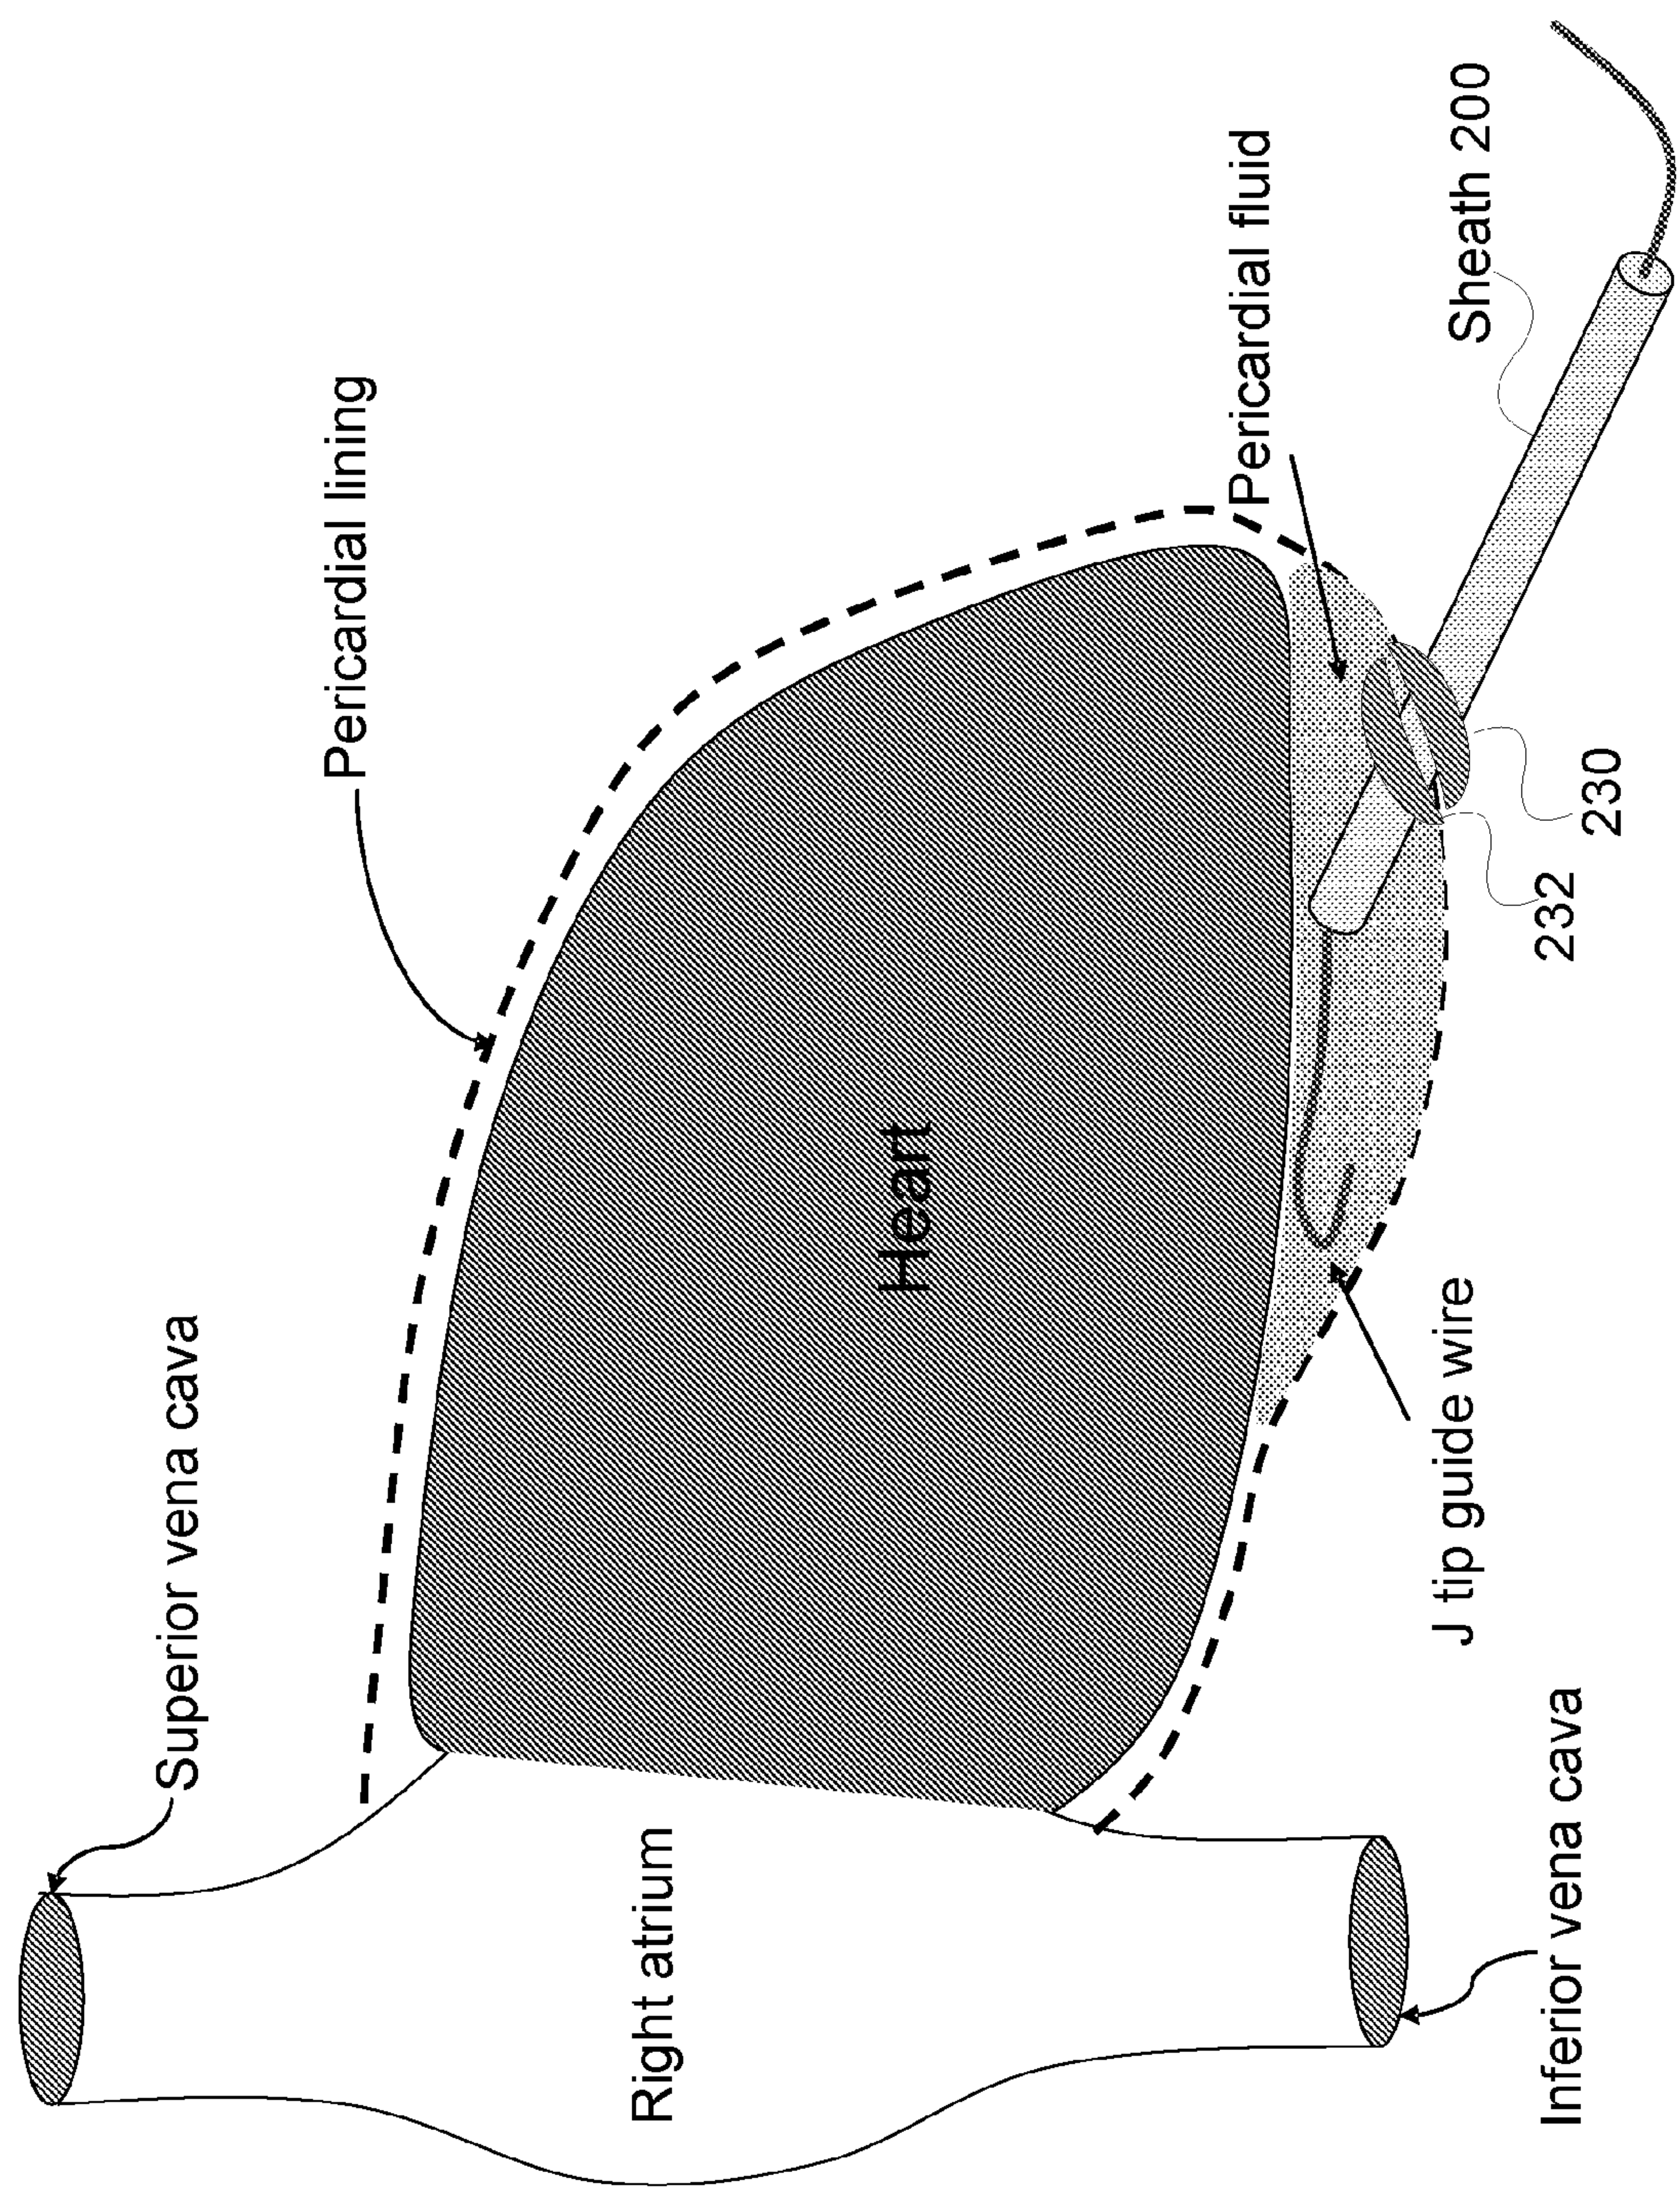 Superior vena cava
Pericardial lining
Right atrium
Heart
Pericardial fluid
Sheath 200
J tip guide wire
232
230
Inferior vena cava